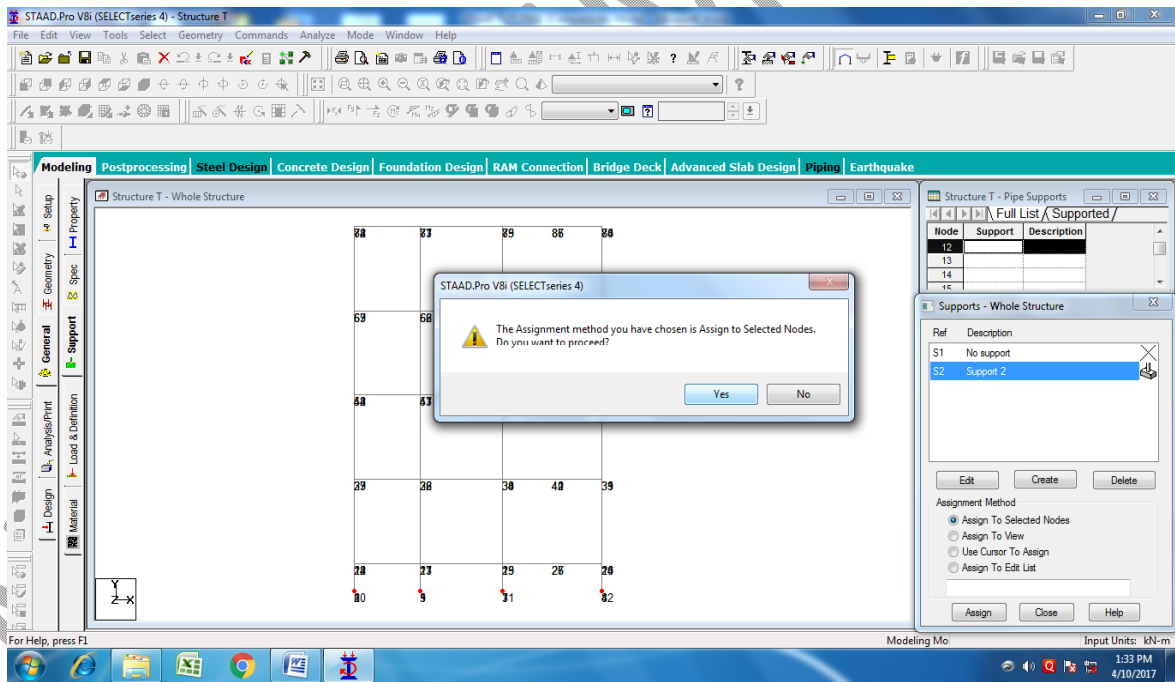 STAAD.Pro V8i (SELECTseries 4) - Structure T
File Edit View Tools Select Geometry Commands Analyze Mode Window Help
Modeling Postprocessing Steel Design Concrete Design Foundation Design RAM Connection Bridge Deck Advanced Slab Design Piping Earthquake
Setup
Geometry
General
Analysis/Print
Design
Property
Spec
Support
Load & Definition
Material
Structure T - Whole Structure
Y
Z X
STAAD.Pro V8i (SELECTseries 4)
The Assignment method you have chosen is Assign to Selected Nodes.
Do you want to proceed?
Yes No
Structure T - Pipe Supports
Full List Supported
Node Support Description
12
13
14
15
Supports - Whole Structure
Ref Description
S1 No support
S2 Support 2
Edit Create Delete
Assignment Method
Assign To Selected Nodes
Assign To View
Use Cursor To Assign
Assign To Edit List
Assign Close Help
For Help, press F1
Modeling Mo
Input Units: kN-m
1:33 PM
4/10/2017